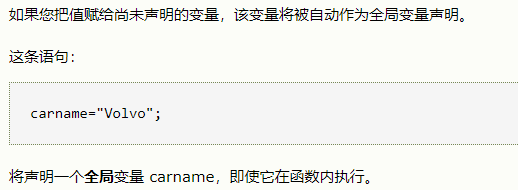 如果您把值赋给尚未声明的变量，该变量将被自动作为全局变量声明。
这条语句：
carname="Volvo";
将声明一个全局变量 carname，即使它在函数内执行。